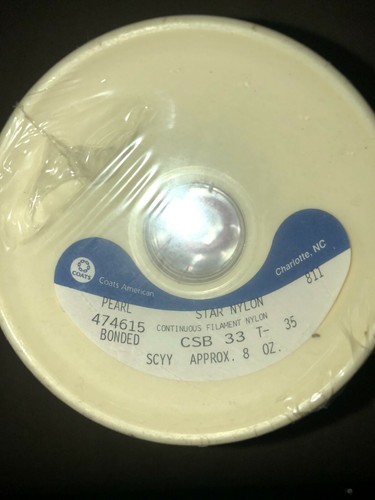 COATS
Coats American
Charlotte, NC
811
PEARL STAR NYLON
474615 CONTINUOUS FILAMENT NYLON
BONDED CSB 33 T- 35
SCYY APPROX. 8 OZ.